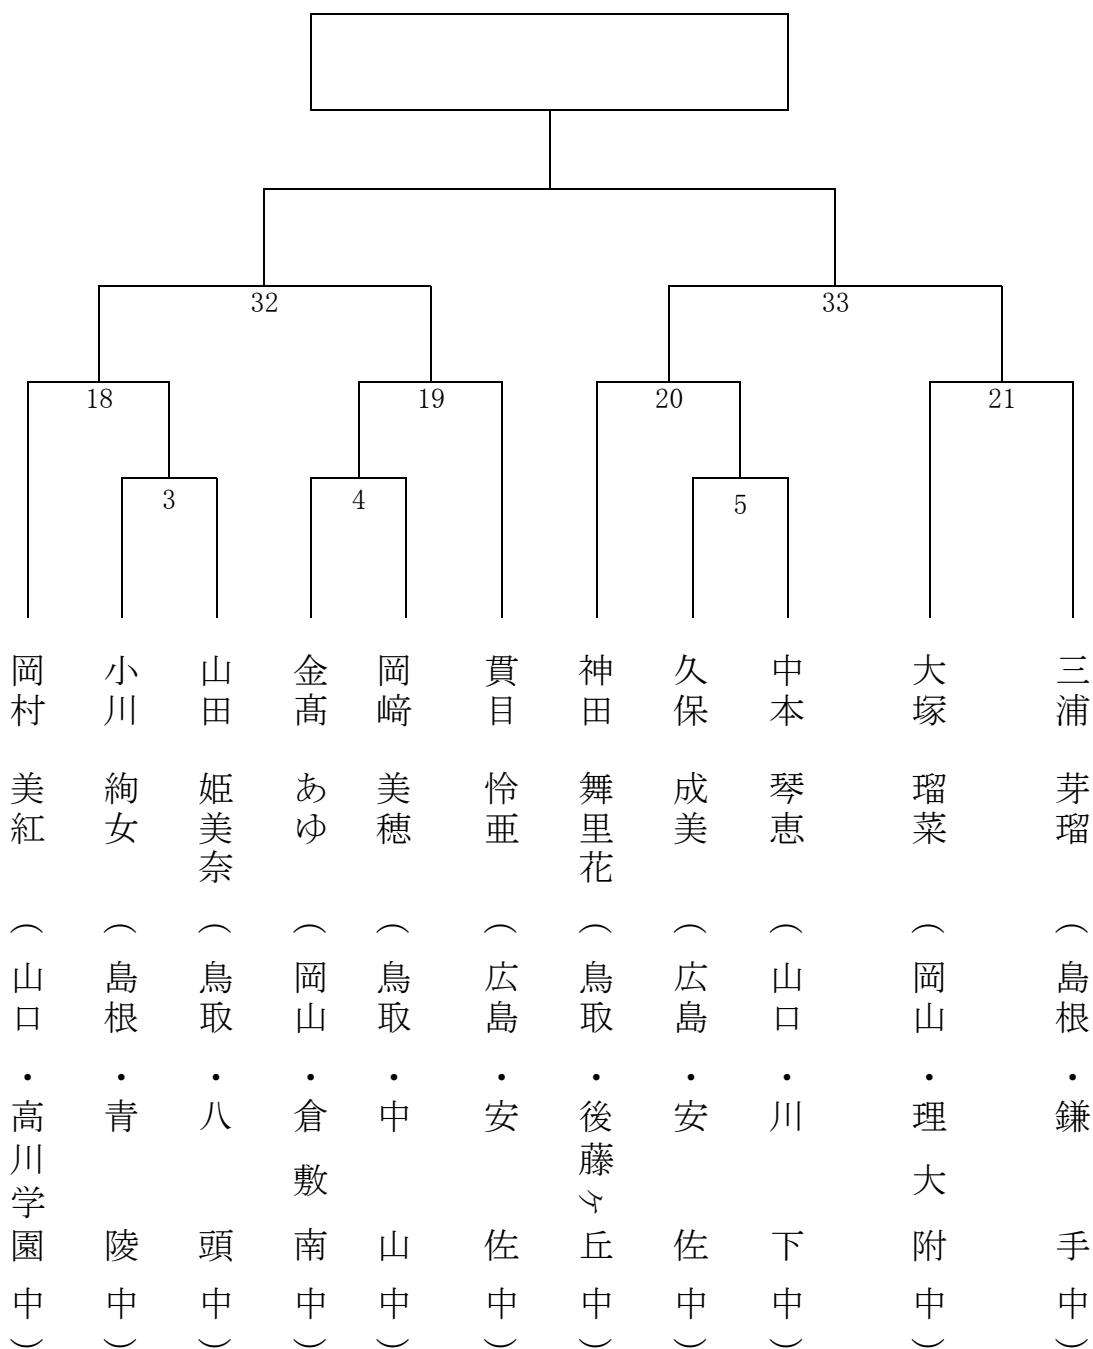 32
33
18
19
20
21
3
4
5
岡村 美紅 (山口・高川学園中)
小川 絢女 (島根・青陵中)
山田 姫美奈 (鳥取・八頭中)
金髙 あゆ (岡山・倉敷南中)
岡﨑 美穂 (鳥取・中山中)
貫目 怜亜 (広島・安佐中)
神田 舞里花 (鳥取・後藤ヶ丘中)
久保 成美 (広島・安佐中)
中本 琴恵 (山口・川下中)
大塚 瑠菜 (岡山・理大附中)
三浦 芽瑠 (島根・鎌手中)